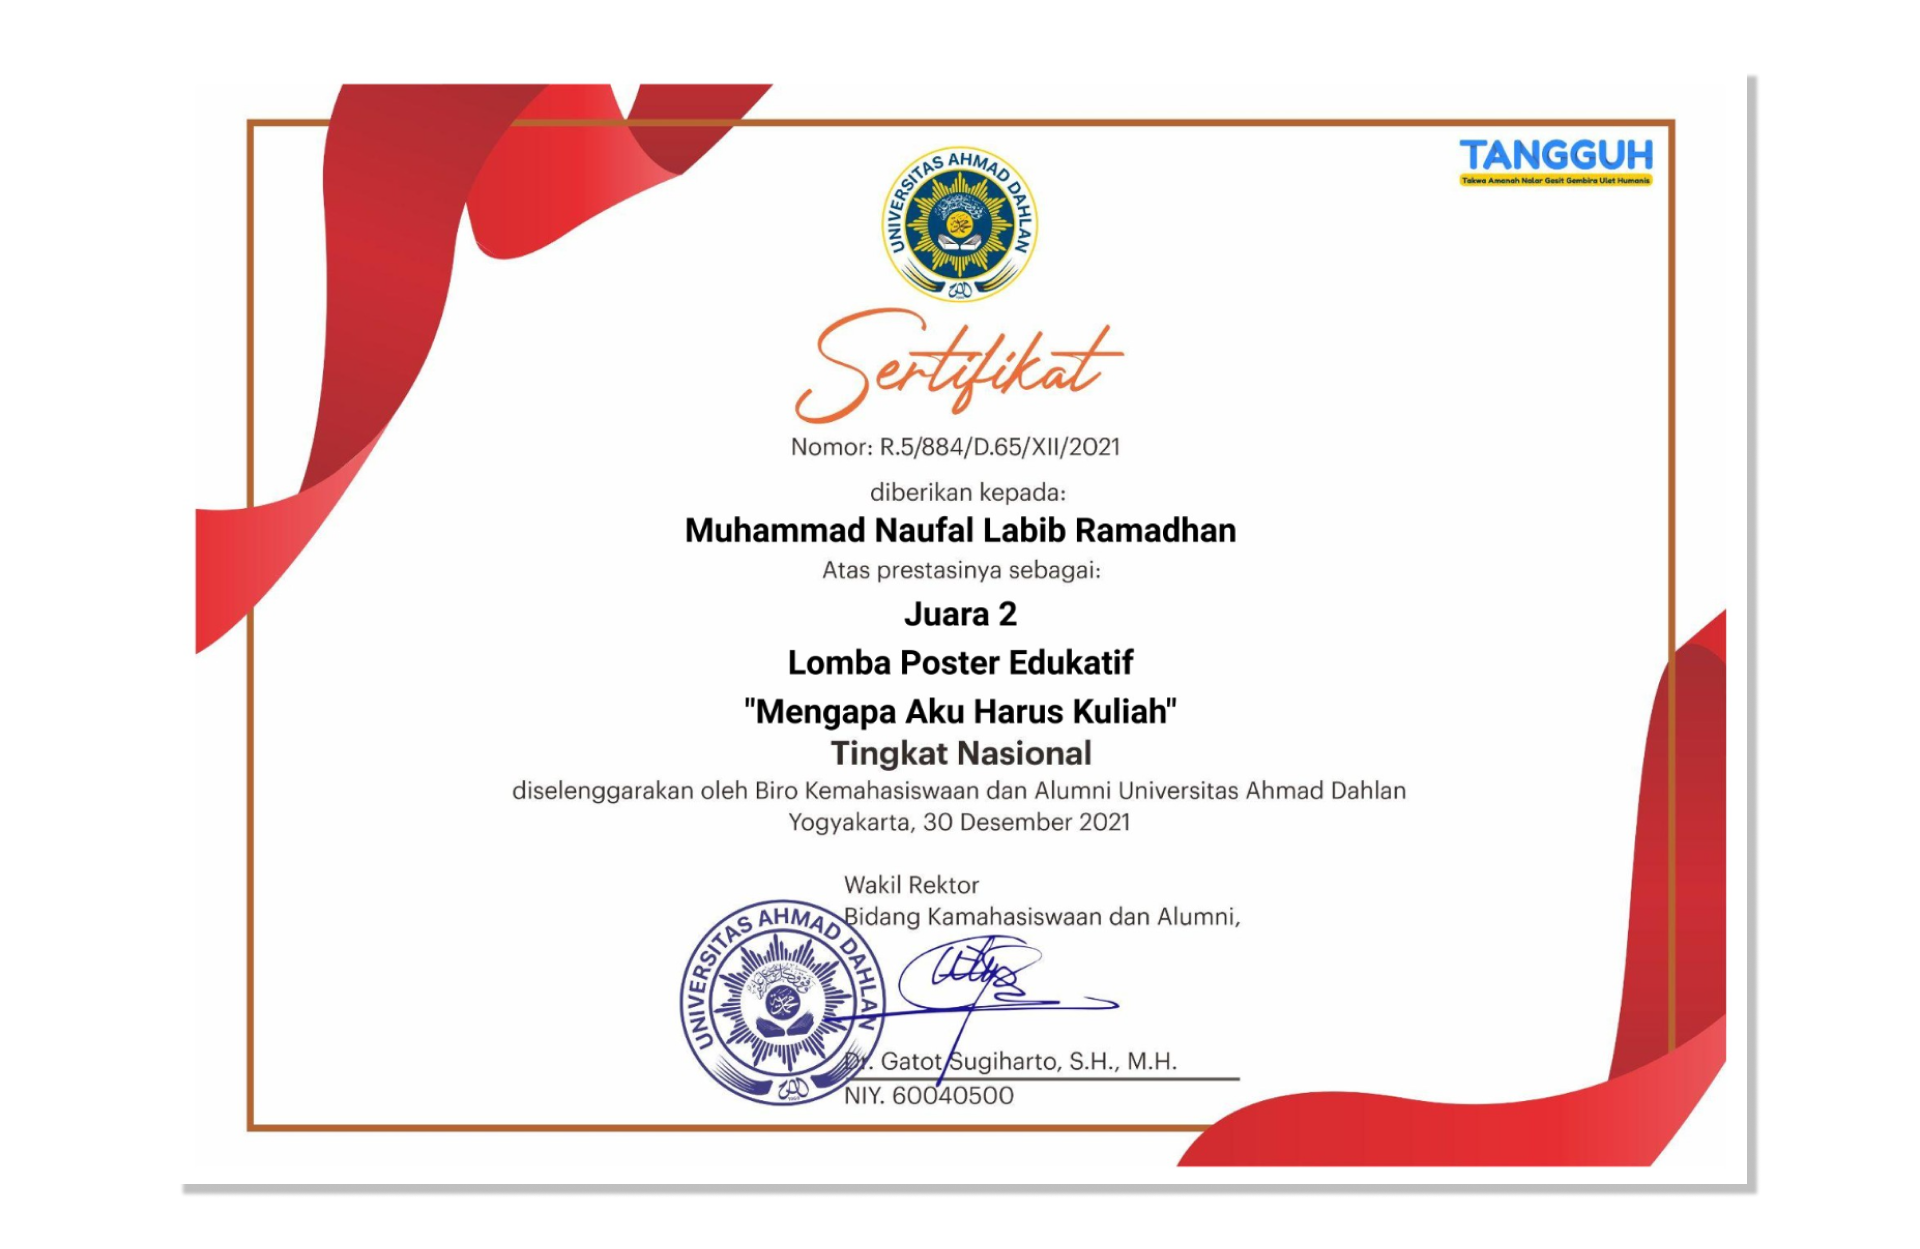 UNIVERSITAS AHMAD DAHLAN
TANGGUH
Takwa Amanah Nalar Gesit Gembira Ulet Humanis
Sertifikat
Nomor: R.5/884/D.65/XII/2021
diberikan kepada:
Muhammad Naufal Labib Ramadhan
Atas prestasinya sebagai:
Juara 2
Lomba Poster Edukatif
"Mengapa Aku Harus Kuliah"
Tingkat Nasional
diselenggarakan oleh Biro Kemahasiswaan dan Alumni Universitas Ahmad Dahlan
Yogyakarta, 30 Desember 2021
Wakil Rektor
Bidang Kamahasiswaan dan Alumni,
UNIVERSITAS AHMAD DAHLAN
Dr. Gatot Sugiharto, S.H., M.H.
NIY. 60040500